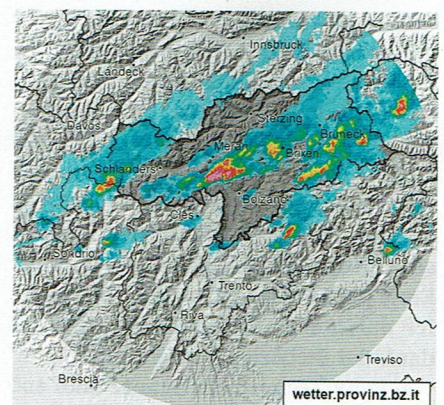 Innsbruck
Landeck
Davos
Sterzing
Bruneck
Meran
Brixen
Schlanders
Bolzano
Cles
Sondrio
Belluno
Trento
Riva
Treviso
Brescia
wetter.provinz.bz.it